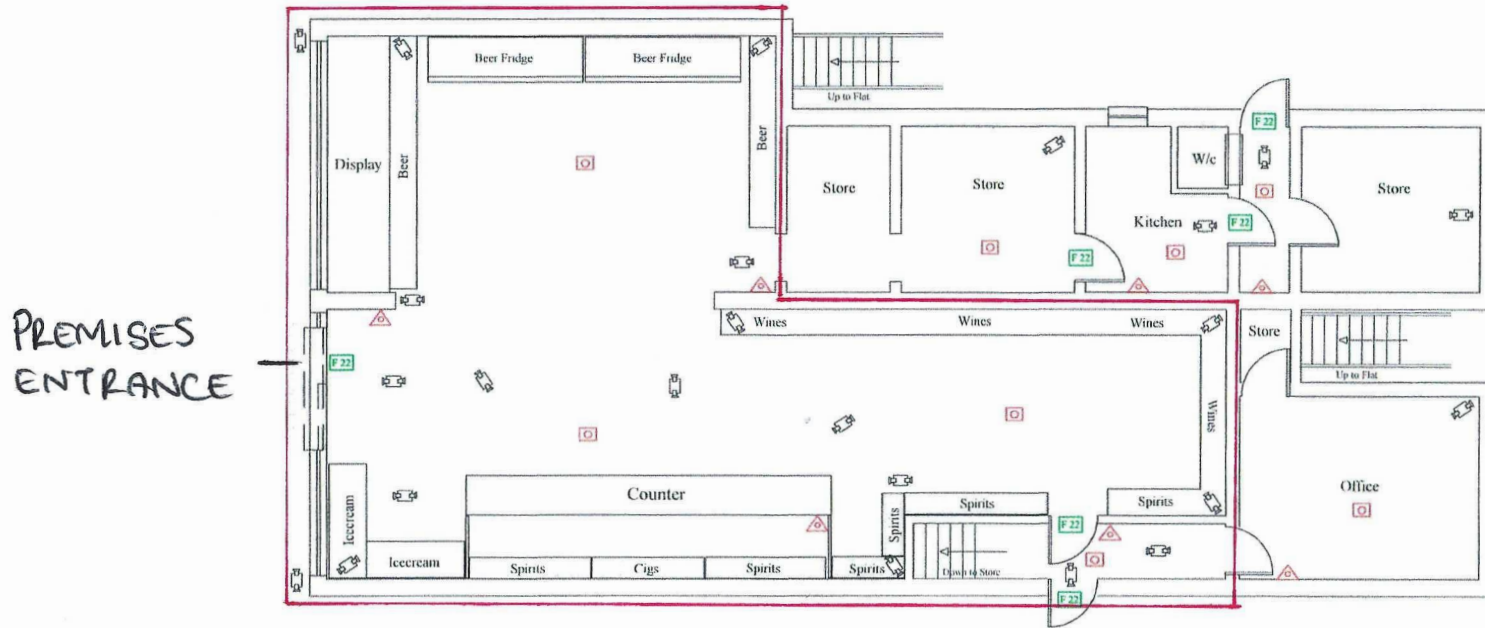 Beer Fridge
Beer Fridge
Up to Flat
Display
Beer
Beer
Store
Store
W/c
F 22
Store
Kitchen
F 22
F 22
PREMISES
ENTRANCE
F 22
Wines
Wines
Wines
Store
Up to Flat
Wines
Icecream
Counter
Spirits
Spirits
Spirits
Office
F 22
Icecream
Spirits
Cigs
Spirits
Spirits
Down to Store
F 22